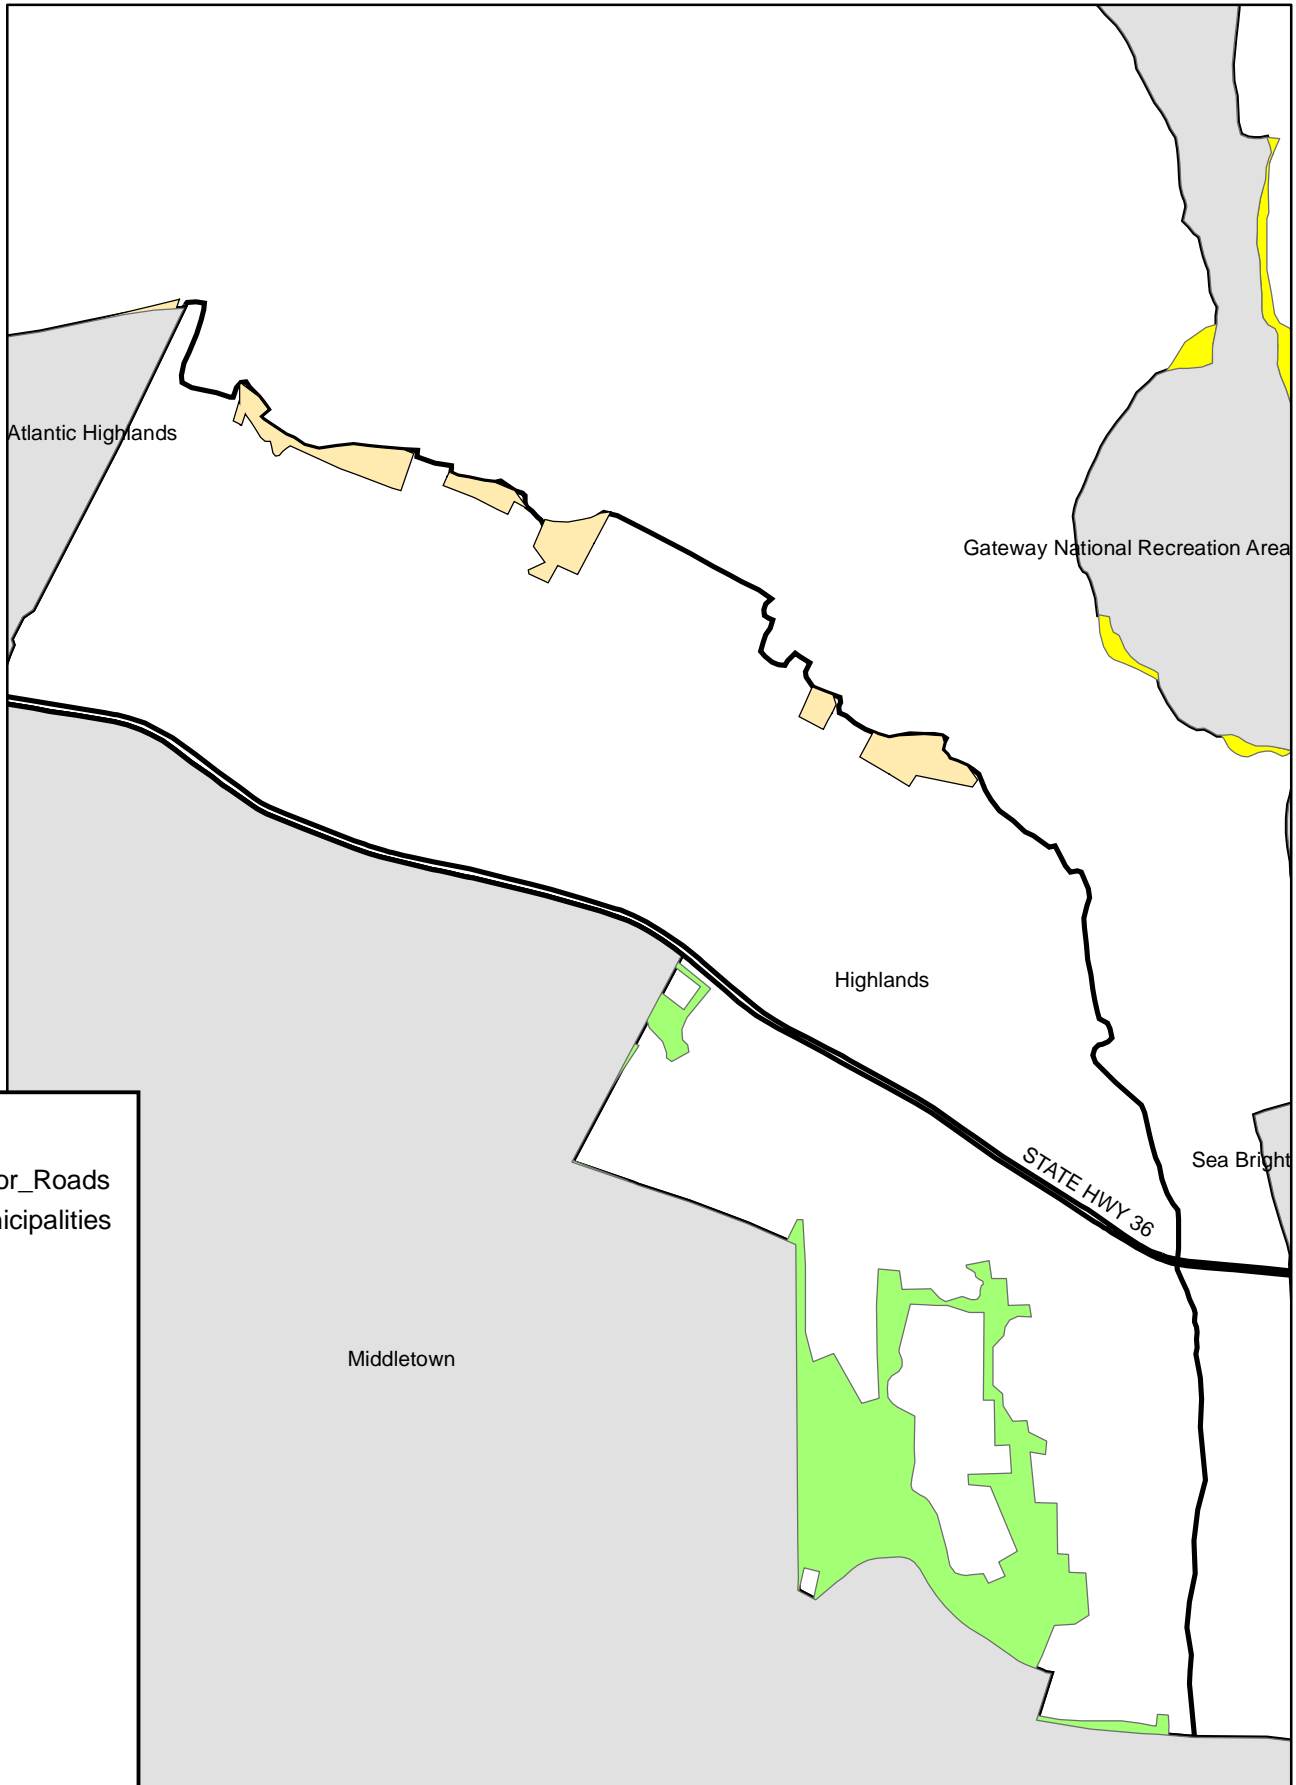 Atlantic Highlands
Gateway National Recreation Area
Highlands
STATE HWY 36
Sea Bright
or_Roads
nicipalities
Middletown